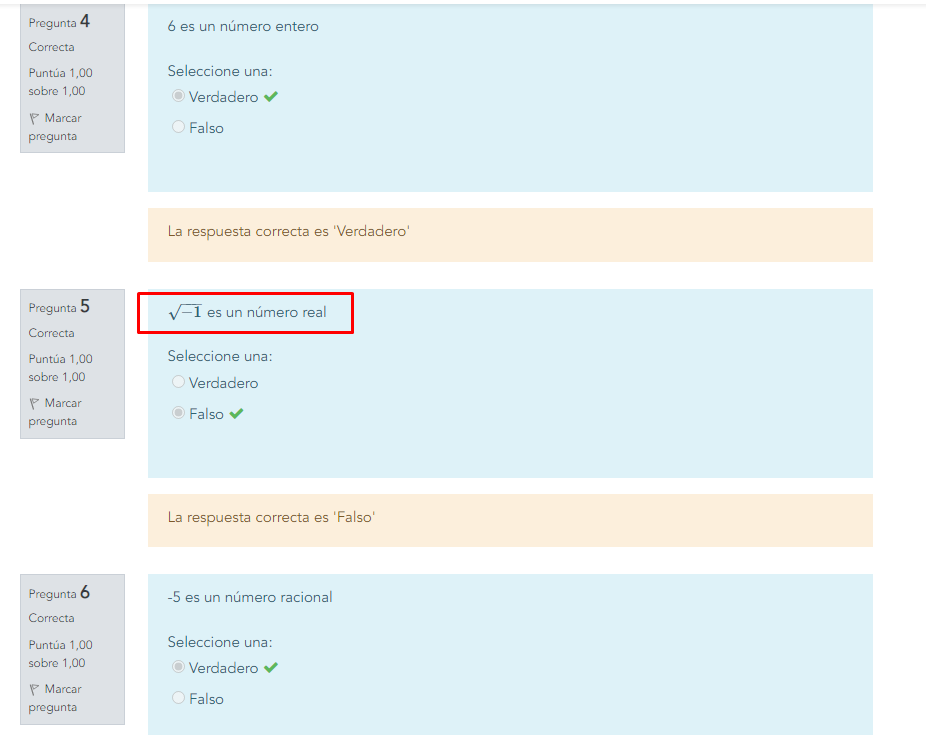 Pregunta 4
Correcta
Puntúa 1,00
sobre 1,00
Marcar
pregunta
6 es un número entero
Seleccione una:
Verdadero
Falso
La respuesta correcta es 'Verdadero'
Pregunta 5
Correcta
Puntúa 1,00
sobre 1,00
Marcar
pregunta
√−1 es un número real
Seleccione una:
Verdadero
Falso
La respuesta correcta es 'Falso'
Pregunta 6
Correcta
Puntúa 1,00
sobre 1,00
Marcar
pregunta
-5 es un número racional
Seleccione una:
Verdadero
Falso